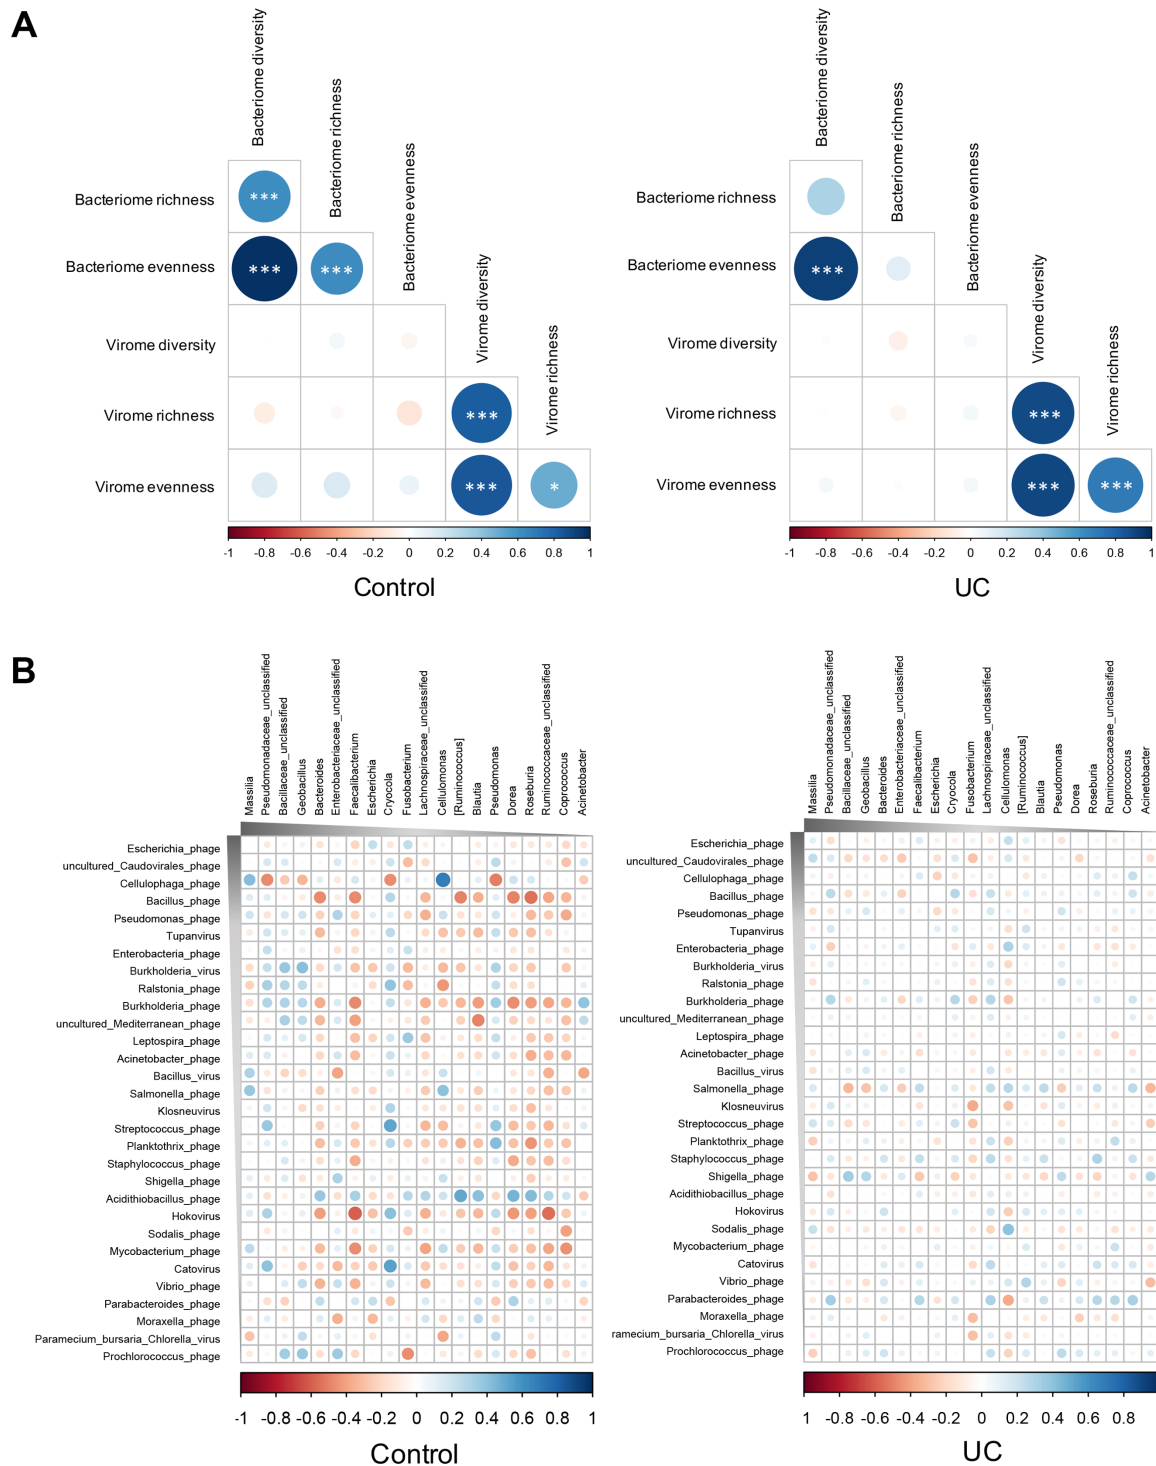 A
Bacteriome diversity
Bacteriome richness
Bacteriome evenness
Virome diversity
Virome richness
Bacteriome richness
***
Bacteriome evenness
***
***
Virome diversity
Virome richness
***
Virome evenness
***
*
-1
-0.8
-0.6
-0.4
-0.2
0
0.2
0.4
0.6
0.8
1
Control
Bacteriome diversity
Bacteriome richness
Bacteriome evenness
Virome diversity
Virome richness
Bacteriome richness
Bacteriome evenness
***
Virome diversity
Virome richness
***
Virome evenness
***
***
-1
-0.8
-0.6
-0.4
-0.2
0
0.2
0.4
0.6
0.8
1
UC
B
Massilia
Pseudomonadaceae_unclassified
Bacillaceae_unclassified
Geobacillus
Bacteroides
Enterobacteriaceae_unclassified
Faecalibacterium
Escherichia
Cryocola
Fusobacterium
Lachnospiraceae_unclassified
Cellulomonas
[Ruminococcus]
Blautia
Pseudomonas
Dorea
Roseburia
Ruminococcaceae_unclassified
Coprococcus
Acinetobacter
Escherichia_phage
uncultured_Caudovirales_phage
Cellulophaga_phage
Bacillus_phage
Pseudomonas_phage
Tupanvirus
Enterobacteria_phage
Burkholderia_virus
Ralstonia_phage
Burkholderia_phage
uncultured_Mediterranean_phage
Leptospira_phage
Acinetobacter_phage
Bacillus_virus
Salmonella_phage
Klosneuvirus
Streptococcus_phage
Planktothrix_phage
Staphylococcus_phage
Shigella_phage
Acidithiobacillus_phage
Hokovirus
Sodalis_phage
Mycobacterium_phage
Catovirus
Vibrio_phage
Parabacteroides_phage
Moraxella_phage
Paramecium_bursaria_Chlorella_virus
Prochlorococcus_phage
-1
-0.8
-0.6
-0.4
-0.2
0
0.2
0.4
0.6
0.8
1
Control
Massilia
Pseudomonadaceae_unclassified
Bacillaceae_unclassified
Geobacillus
Bacteroides
Enterobacteriaceae_unclassified
Faecalibacterium
Escherichia
Cryocola
Fusobacterium
Lachnospiraceae_unclassified
Cellulomonas
[Ruminococcus]
Blautia
Pseudomonas
Dorea
Roseburia
Ruminococcaceae_unclassified
Coprococcus
Acinetobacter
Escherichia_phage
uncultured_Caudovirales_phage
Cellulophaga_phage
Bacillus_phage
Pseudomonas_phage
Tupanvirus
Enterobacteria_phage
Burkholderia_virus
Ralstonia_phage
Burkholderia_phage
uncultured_Mediterranean_phage
Leptospira_phage
Acinetobacter_phage
Bacillus_virus
Salmonella_phage
Klosneuvirus
Streptococcus_phage
Planktothrix_phage
Staphylococcus_phage
Shigella_phage
Acidithiobacillus_phage
Hokovirus
Sodalis_phage
Mycobacterium_phage
Catovirus
Vibrio_phage
Parabacteroides_phage
Moraxella_phage
ramecium_bursaria_Chlorella_virus
Prochlorococcus_phage
1
-0.8
-0.6
-0.4
-0.2
0
0.2
0.4
0.6
0.8
UC